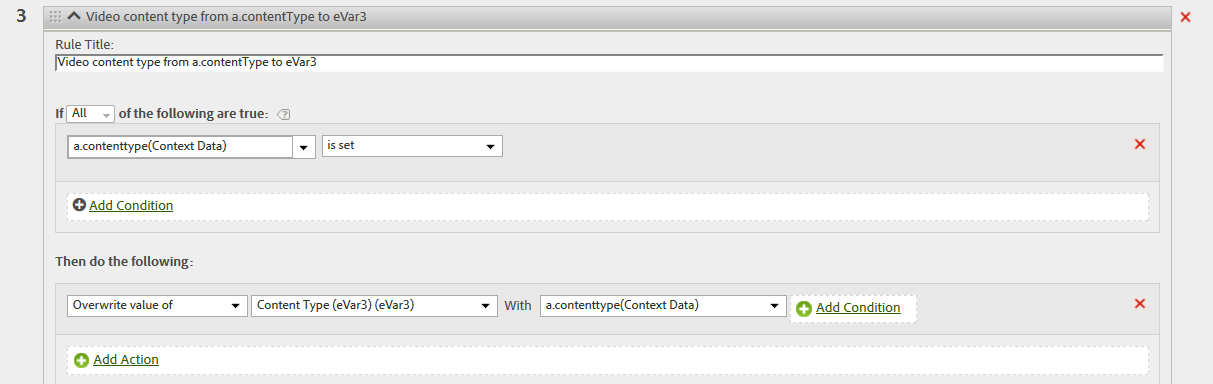 3
Video content type from a.contentType to eVar3
Rule Title:
Video content type from a.contentType to eVar3
If All of the following are true:
a.contenttype(Context Data) is set
Add Condition
Then do the following:
Overwrite value of Content Type (eVar3) (eVar3) With a.contenttype(Context Data) Add Condition
Add Action